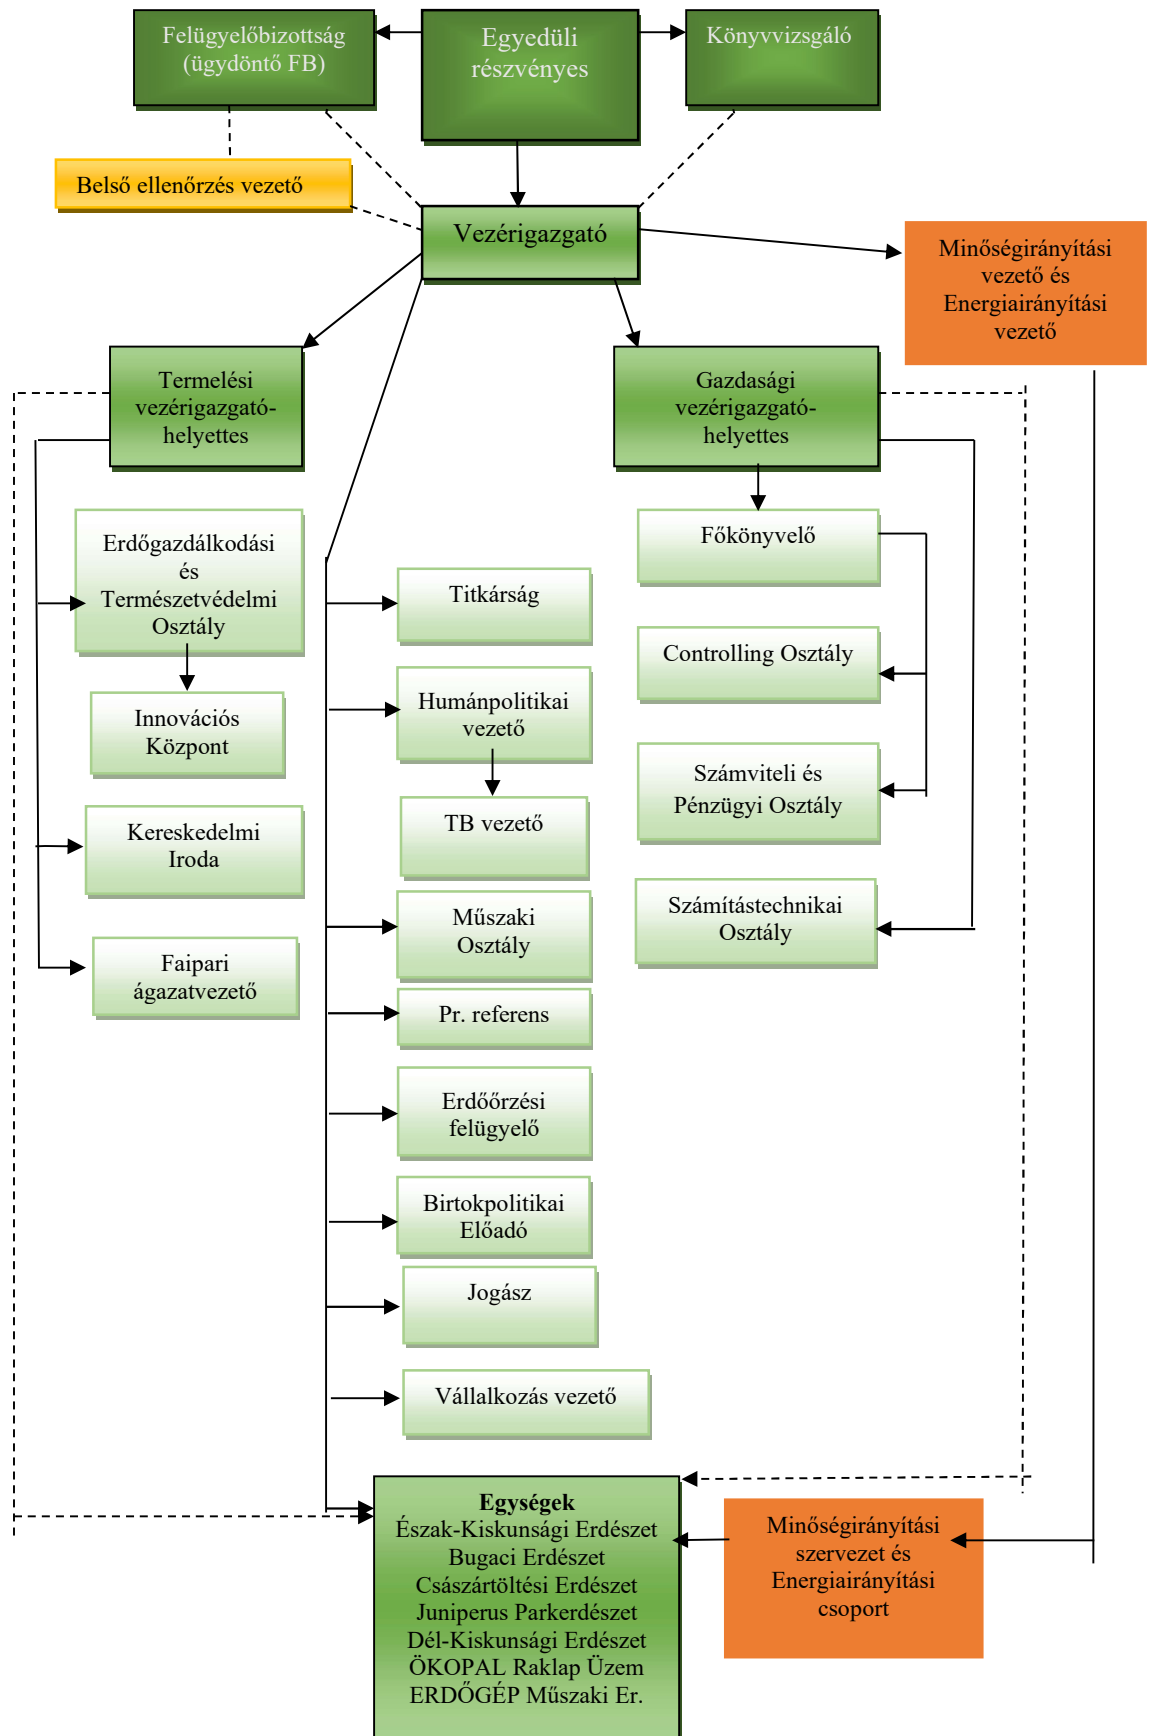 Felügyelőbizottság
(ügydöntő FB)
Egyedüli
részvényes
Könyvvizsgáló
Belső ellenőrzés vezető
Vezérigazgató
Minőségirányítási
vezető és
Energiairányítási
vezető
Termelési
vezérigazgató-
helyettes
Gazdasági
vezérigazgató-
helyettes
Erdőgazdálkodási
és
Természetvédelmi
Osztály
Innovációs
Központ
Kereskedelmi
Iroda
Faipari
ágazatvezető
Titkárság
Humánpolitikai
vezető
TB vezető
Műszaki
Osztály
Pr. referens
Erdőőrzési
felügyelő
Birtokpolitikai
Előadó
Jogász
Vállalkozás vezető
Főkönyvelő
Controlling Osztály
Számviteli és
Pénzügyi Osztály
Számítástechnikai
Osztály
Egységek
Észak-Kiskunsági Erdészet
Bugaci Erdészet
Császártöltési Erdészet
Juniperus Parkerdészet
Dél-Kiskunsági Erdészet
ÖKOPAL Raklap Üzem
ERDŐGÉP Műszaki Er.
Minőségirányítási
szervezet és
Energiairányítási
csoport